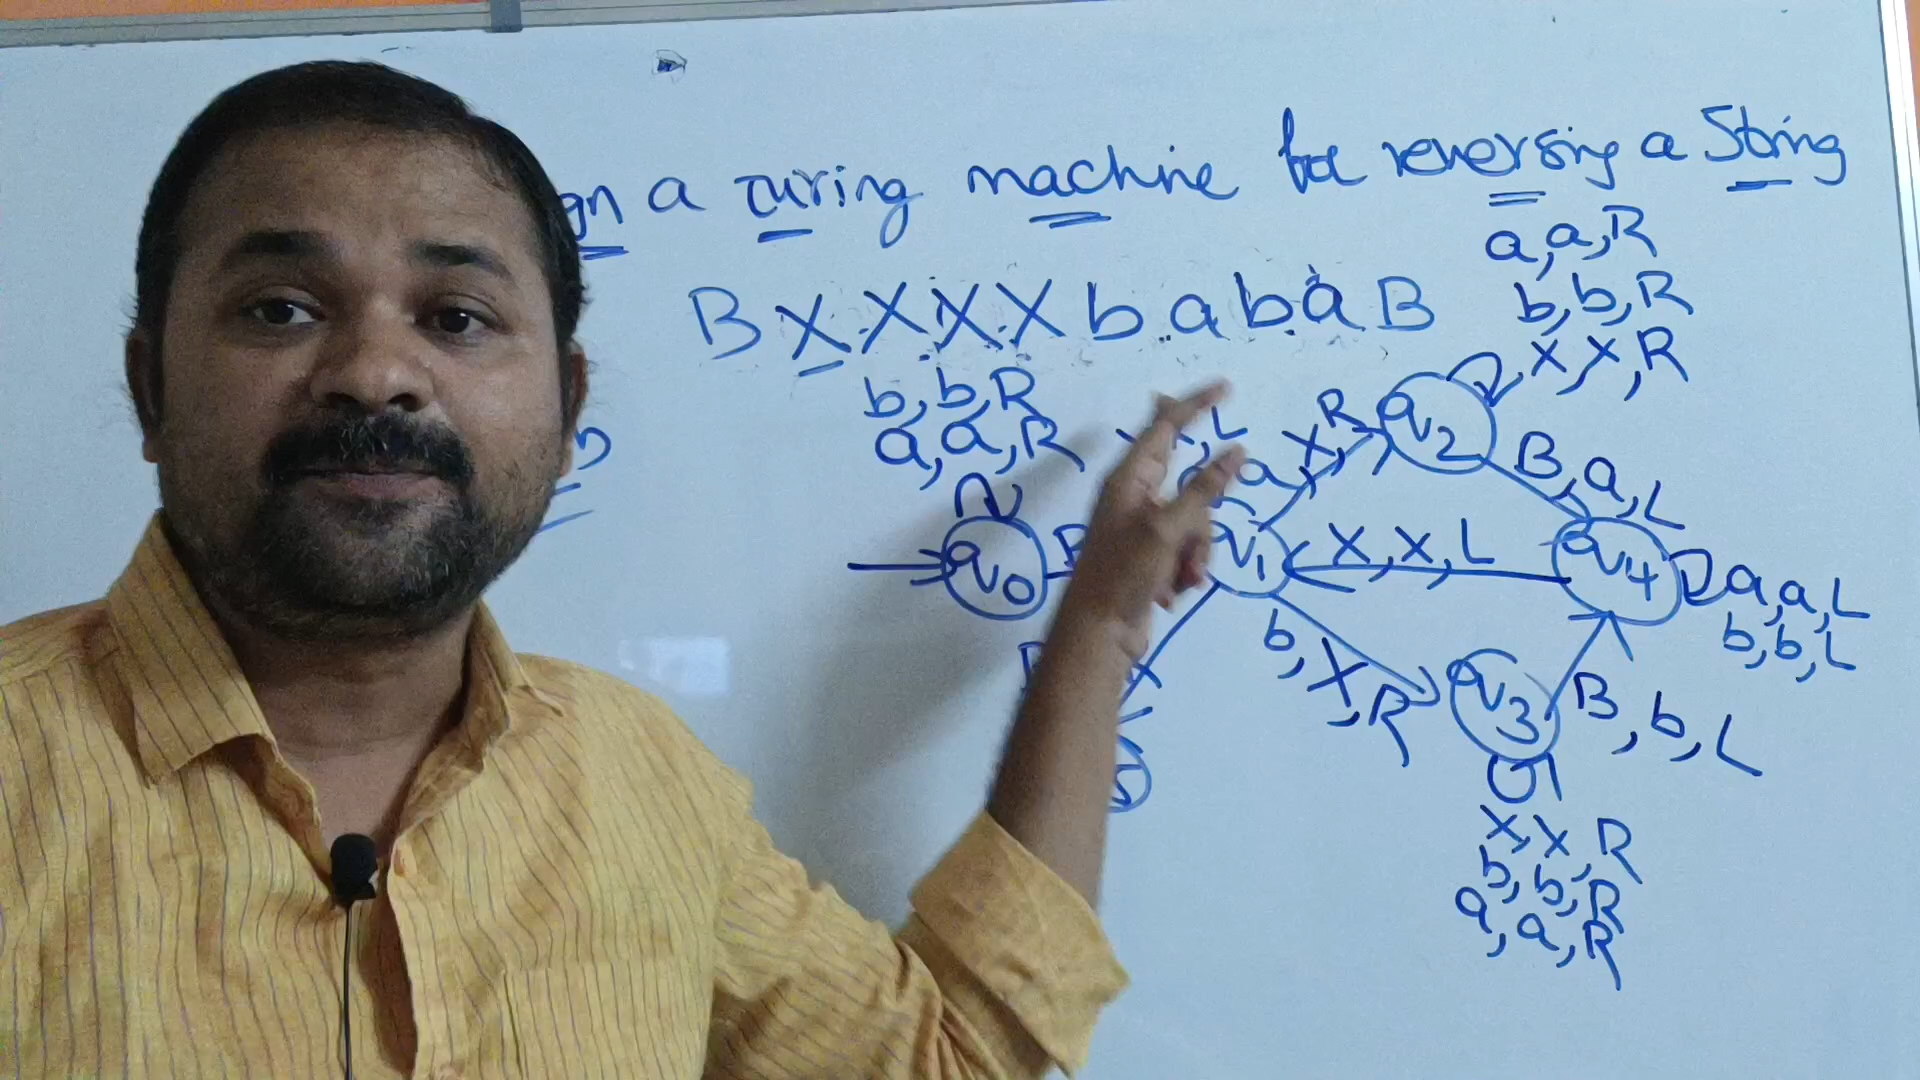 gn a turing machine for reversing a String
B X X X X b a b a B
a,a,R
b,b,R
x,x,R
b,b,R
a,a,R
x,L
a,X,R
q2
B,a,L
b
q0
B
q1
X,x,L
q4
a,a,L
b,b,L
b,X,R
q3
B,b,L
x,x,R
b,b,R
a,a,R